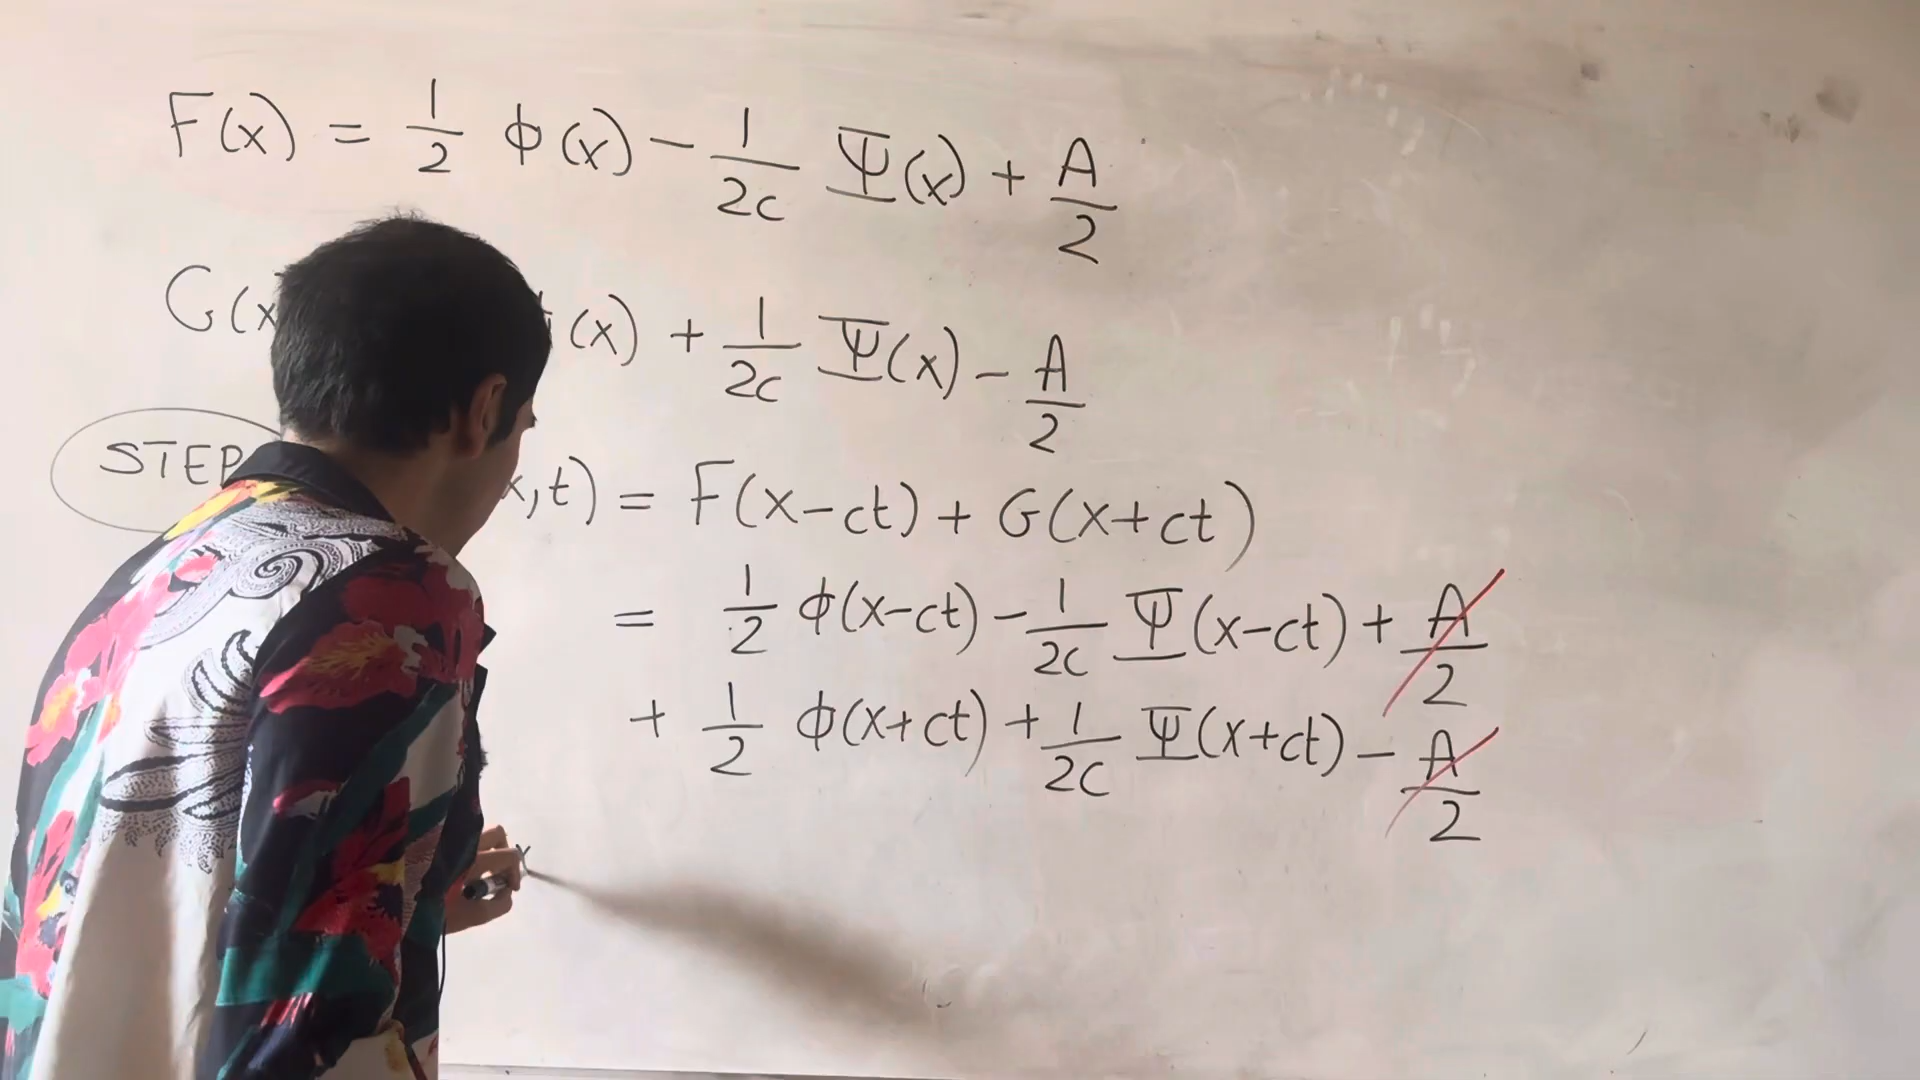 F(x) = 1/2 ϕ(x) - 1/2c Ψ(x) + A/2
G(x (x) + 1/2c Ψ(x) - A/2
STEP x,t) = F(x-ct) + G(x+ct)
= 1/2 ϕ(x-ct) - 1/2c Ψ(x-ct) + A/2
+ 1/2 ϕ(x+ct) + 1/2c Ψ(x+ct) - A/2